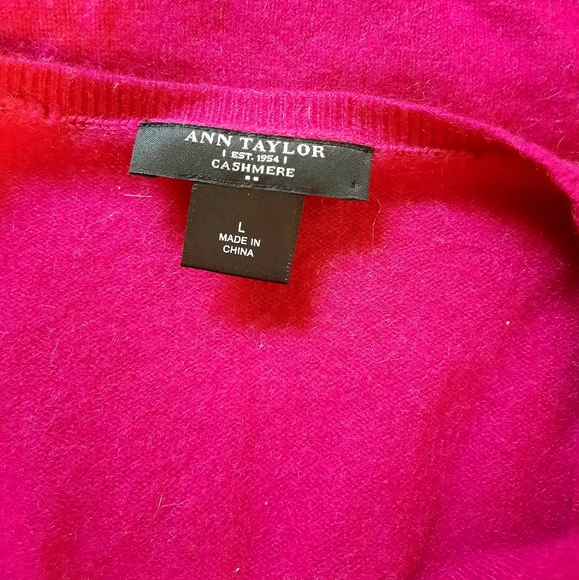 ANN TAYLOR
| EST. 1954 |
CASHMERE
L
MADE IN
CHINA